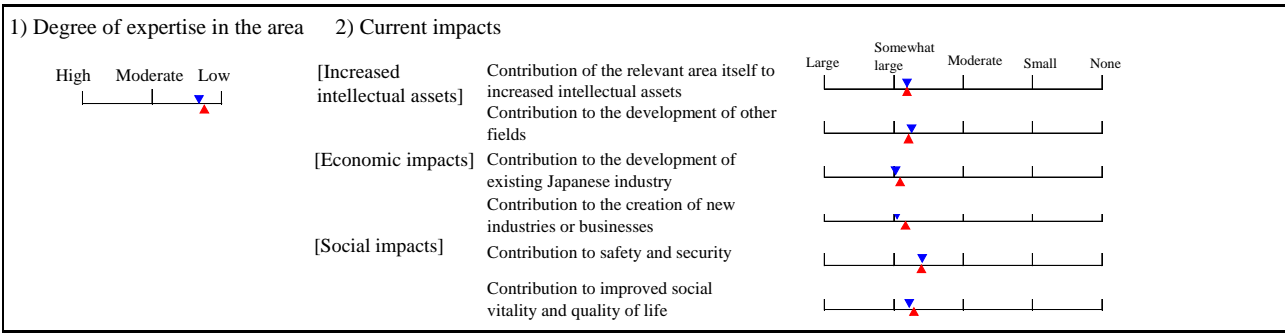 1) Degree of expertise in the area 2) Current impacts
High Moderate Low
[Increased
intellectual assets]
Contribution of the relevant area itself to
increased intellectual assets
Large Somewhat
large Moderate Small None
Contribution to the development of other
fields
[Economic impacts] Contribution to the development of
existing Japanese industry
Contribution to the creation of new
industries or businesses
[Social impacts] Contribution to safety and security
Contribution to improved social
vitality and quality of life